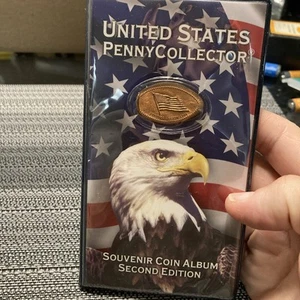 UNITED STATES
PENNYCOLLECTOR
SOUVENIR COIN ALBUM
SECOND EDITION